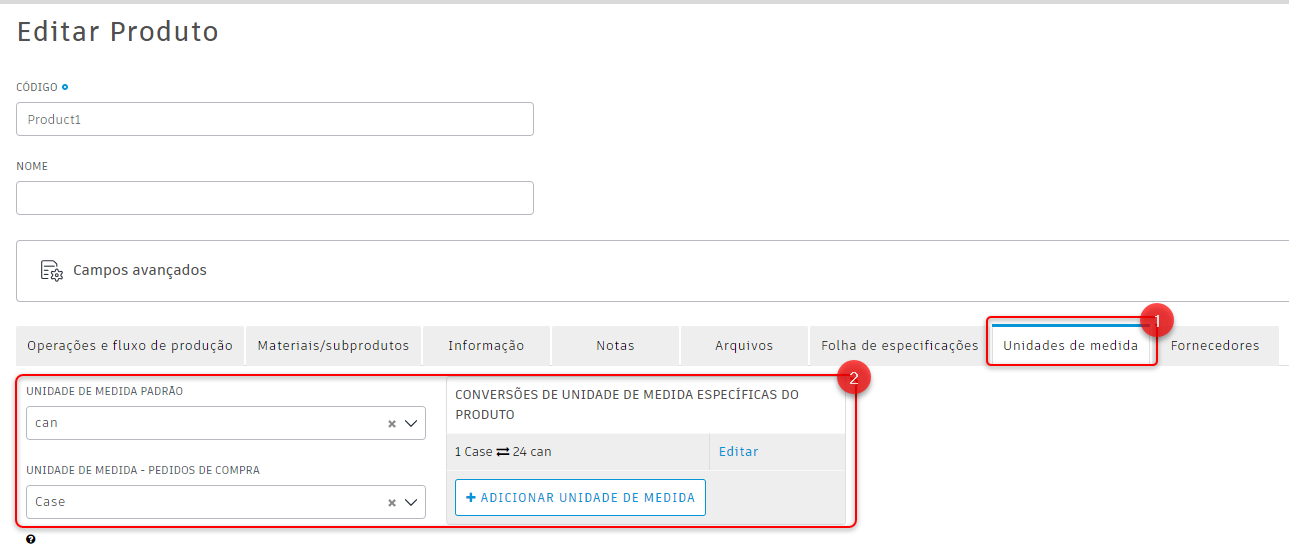 Editar Produto
CÓDIGO
Product1
NOME
Campos avançados
1
Operações e fluxo de produção Materiais/subprodutos Informação Notas Arquivos Folha de especificações Unidades de medida Fornecedores
2
UNIDADE DE MEDIDA PADRÃO
can
UNIDADE DE MEDIDA - PEDIDOS DE COMPRA
Case
CONVERSÕES DE UNIDADE DE MEDIDA ESPECÍFICAS DO
PRODUTO
1 Case ⇄ 24 can Editar
+ ADICIONAR UNIDADE DE MEDIDA
?